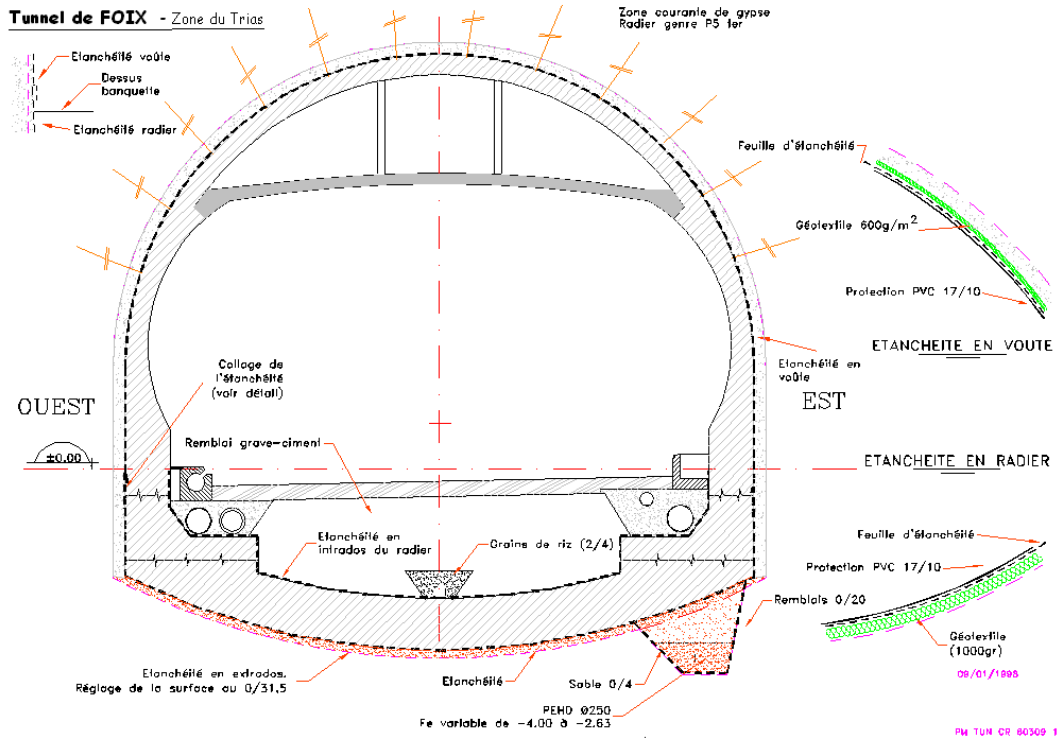 Tunnel de FOIX - Zone du Trias
Zone courante de gypse
Radier genre P5 ter
Etanchéité voûte
Dessus
banquette
Etanchéité radier
Feuille d'étanchéité
Géotextile 600g/m²
Protection PVC 17/10
ETANCHEITE EN VOUTE
Etanchéité en
voûte
Collage de
l'étanchéité
(voir détail)
OUEST
EST
Remblai grave-ciment
±0.00
ETANCHEITE EN RADIER
Etanchéité en
intrados du radier
Grains de riz (2/4)
Feuille d'étanchéité
Protection PVC 17/10
Remblais 0/20
Géotextile
(1000gr)
Etanchéité en extrados.
Réglage de la surface au 0/31,5
Etanchéité
Sable 0/4
PEHD Ø250
Fe variable de -4.00 à -2.63
09/01/1998
PM TUN CR 60309 1